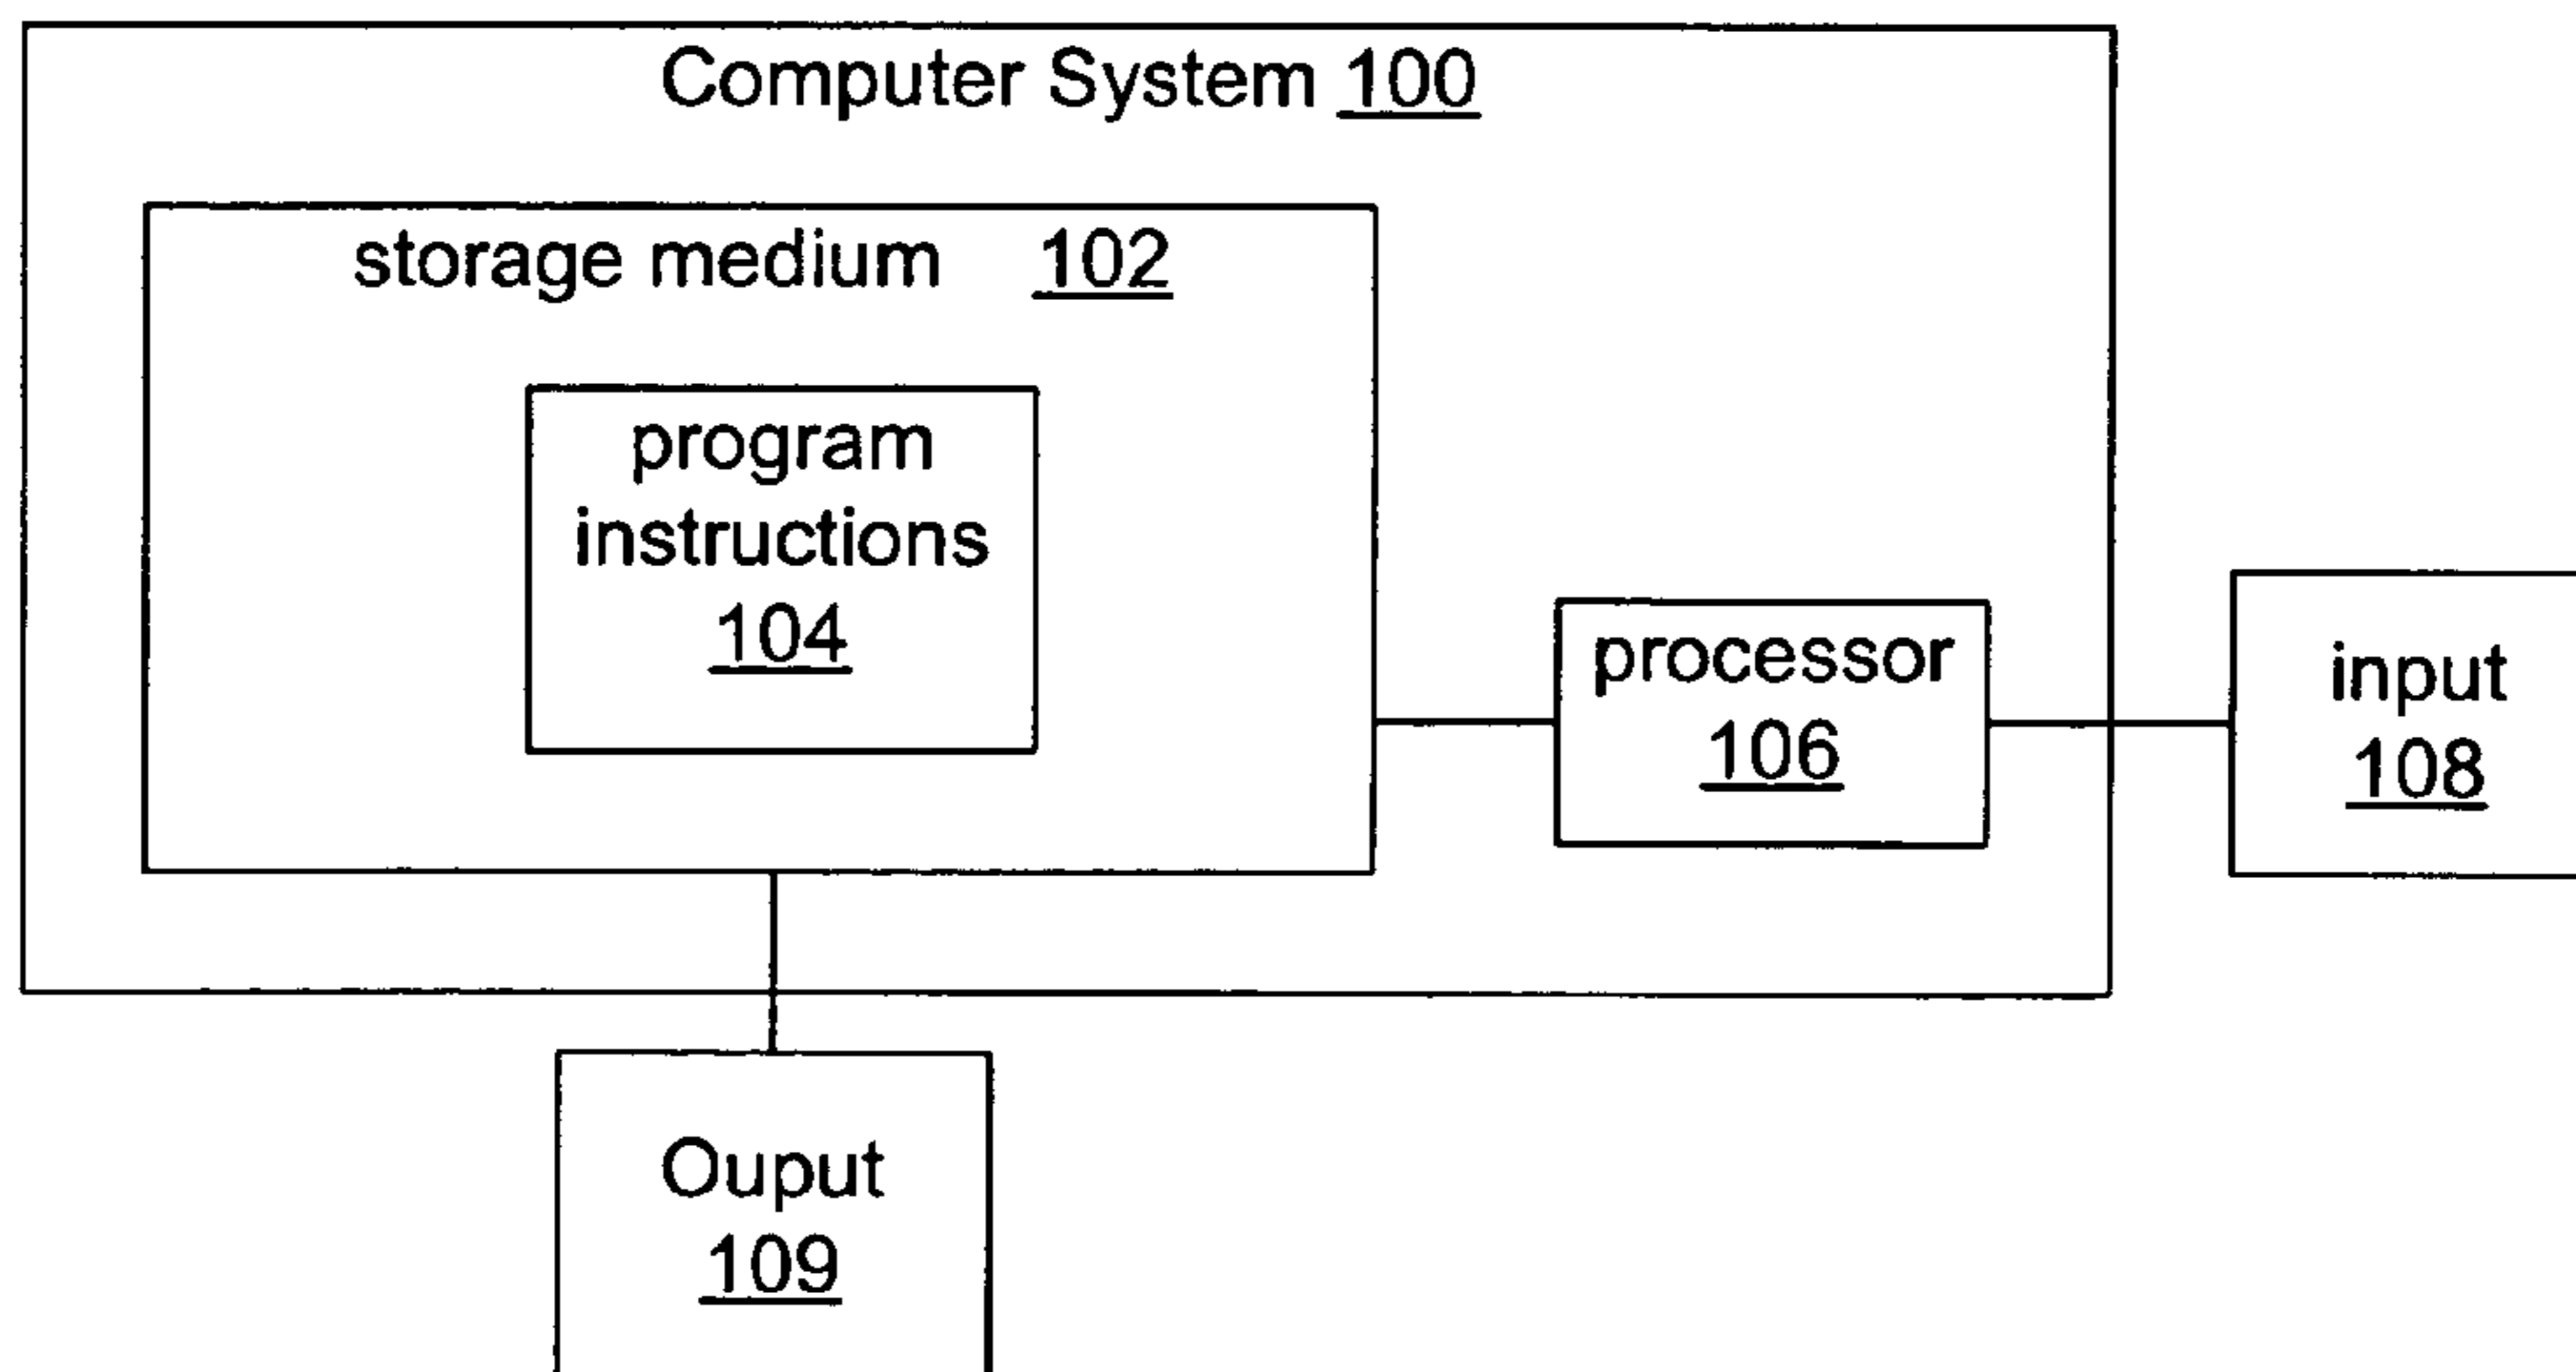 Computer System 100
storage medium 102
program
instructions
104
processor
106
input
108
Ouput
109